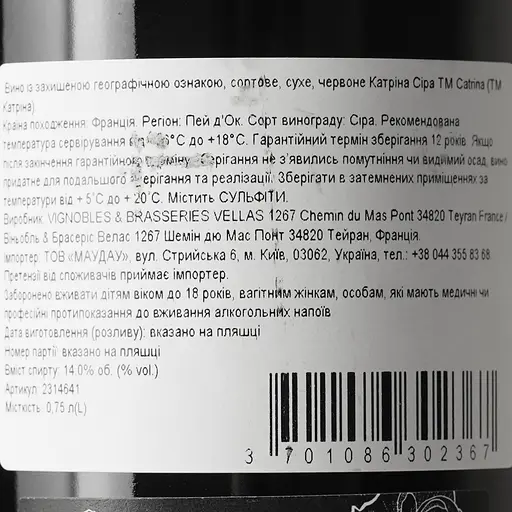 Вино із захишеною географічною ознакою, сортове, сухе, червоне Катріна Сіра ТМ Catrina (ТМ
Катріна).
Країна походження: Франція. Регіон: Пей д'Ок. Сорт винограду: Сіра. Рекомендована
температура сервірування до +18°С. Гарантійний термін зберігання 12 років. Якщо
після закінчення гарантійного терміну зберігання не з'явились помутніння чи видимий осад, вино
придатне для подальшого зберігання та реалізації. Зберігати в затемнених приміщеннях за
температури від +5°С до +20°С. Містить СУЛЬФІТИ.
Виробник: VIGNOBLES & BRASSERIES VELLAS 1267 Chemin du Mas Pont 34820 Teyran France /
Віньобль & Брасеріс Велас 1267 Шемін дю Мас Понт 34820 Тейран, Франція.
Імпортер: ТОВ «МАУДАУ», вул. Стрийська 6, м. Київ, 03062, Україна, тел.: +38 044 355 83 68.
Претензії від споживачів приймає імпортер.
Заборонено вживати дітям віком до 18 років, вагітним жінкам, особам, які мають медичні чи
професійні протипоказання до вживання алкогольних напоїв
Дата виготовлення (розливу): вказано на пляшці
Номер партії: вказано на пляшці
Вміст спирту: 14.0% об. (% vol.)
Артикул: 2314641
Місткість: 0,75 л(L)
3 701086 302367